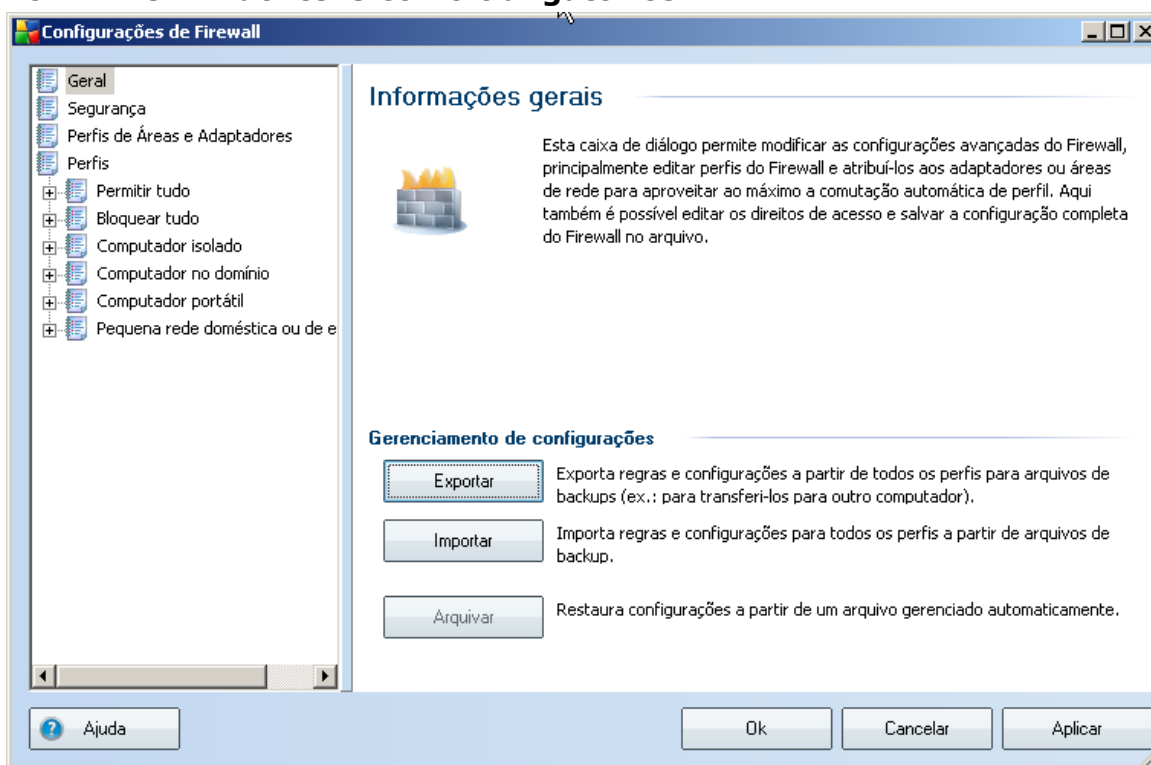 Configurações de Firewall
Geral
Segurança
Perfis de Áreas e Adaptadores
Perfis
Permitir tudo
Bloquear tudo
Computador isolado
Computador no domínio
Computador portátil
Pequena rede doméstica ou de e
Informações gerais
Esta caixa de diálogo permite modificar as configurações avançadas do Firewall,
principalmente editar perfis do Firewall e atribuí-los aos adaptadores ou áreas
de rede para aproveitar ao máximo a comutação automática de perfil. Aqui
também é possível editar os direitos de acesso e salvar a configuração completa
do Firewall no arquivo.
Gerenciamento de configurações
Exportar
Exporta regras e configurações a partir de todos os perfis para arquivos de
backups (ex.: para transferi-los para outro computador).
Importar
Importa regras e configurações para todos os perfis a partir de arquivos de
backup.
Arquivar
Restaura configurações a partir de um arquivo gerenciado automaticamente.
Ajuda
Ok
Cancelar
Aplicar